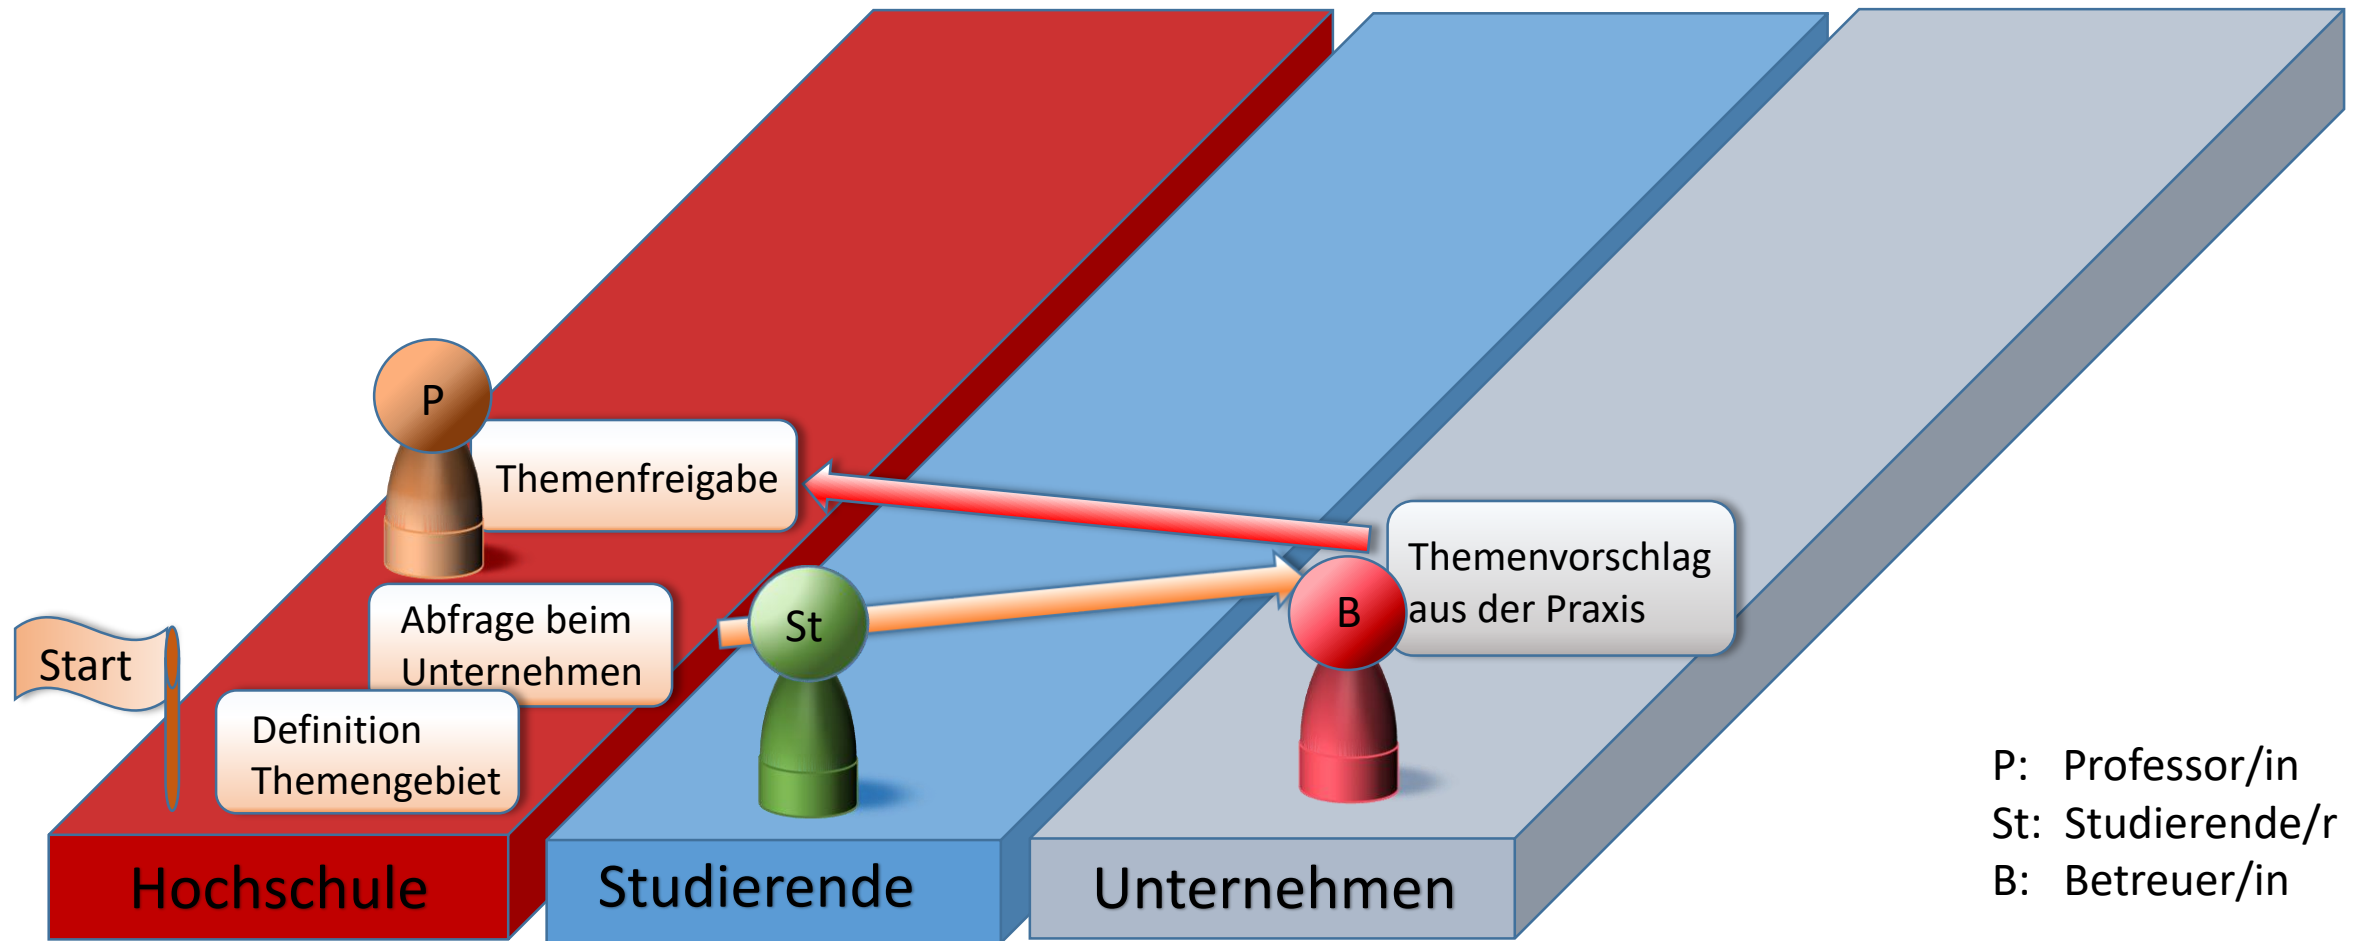 P
Themenfreigabe
Themenvorschlag
aus der Praxis
Abfrage beim
Unternehmen
St
B
Start
Definition
Themengebiet
P: Professor/in
St: Studierende/r
B: Betreuer/in
Hochschule
Studierende
Unternehmen